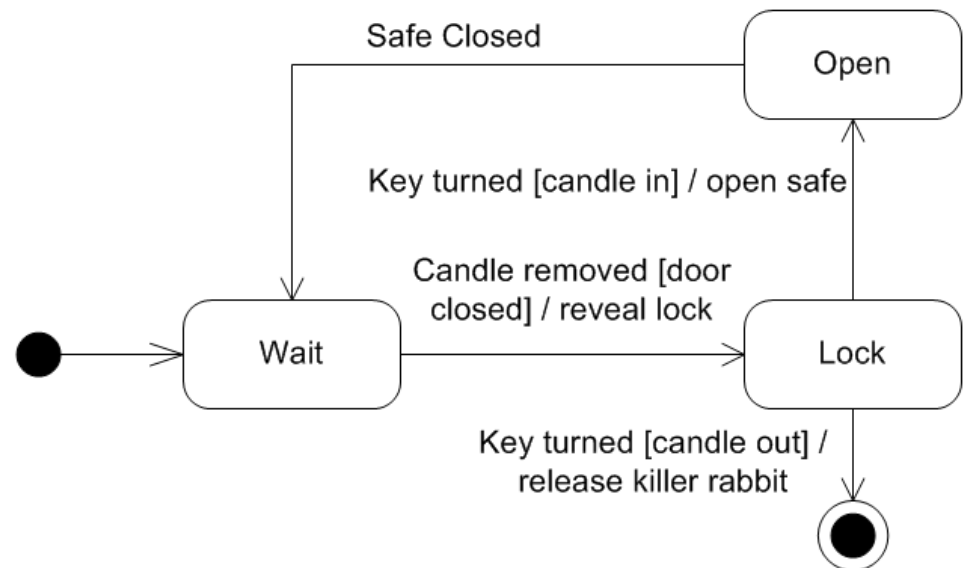 Safe Closed
Open
Key turned [candle in] / open safe
Candle removed [door
closed] / reveal lock
Wait
Lock
Key turned [candle out] /
release killer rabbit